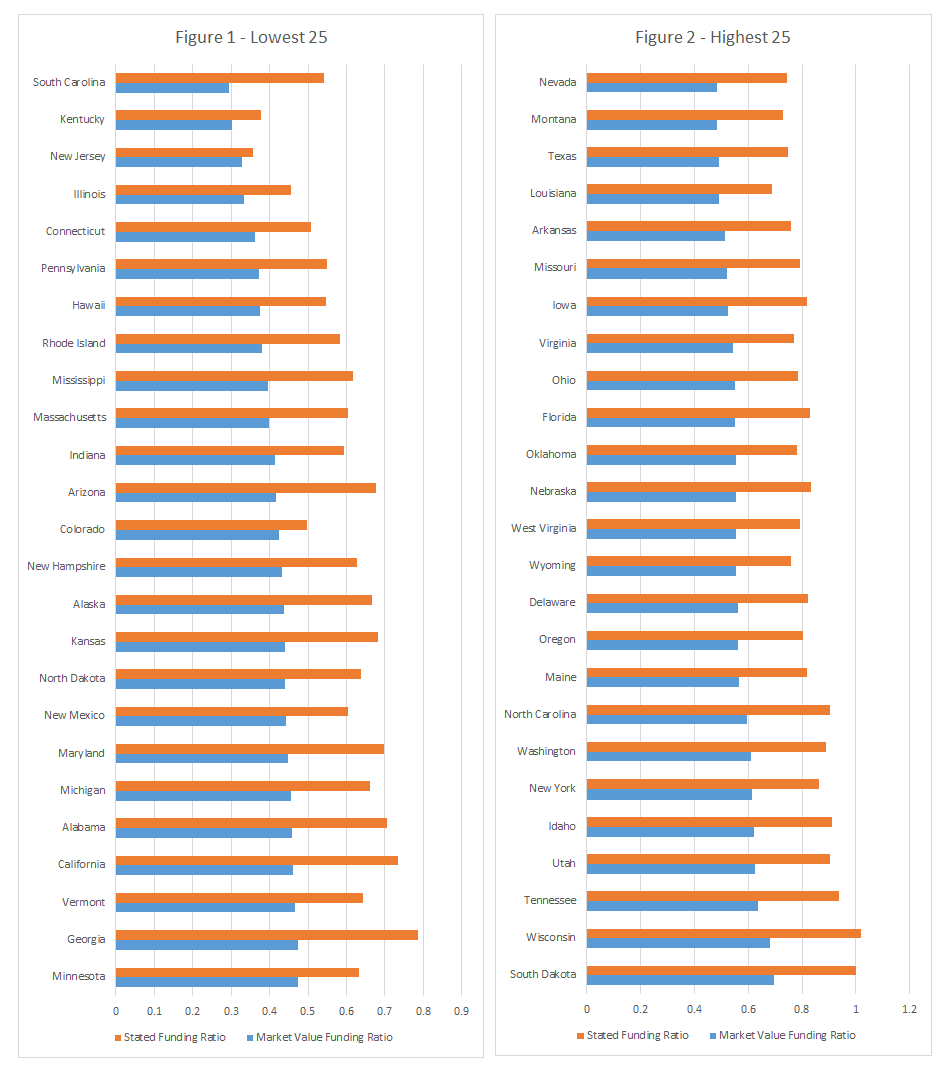 Figure 1 - Lowest 25
South Carolina
Kentucky
New Jersey
Illinois
Connecticut
Pennsylvania
Hawaii
Rhode Island
Mississippi
Massachusetts
Indiana
Arizona
Colorado
New Hampshire
Alaska
Kansas
North Dakota
New Mexico
Maryland
Michigan
Alabama
California
Vermont
Georgia
Minnesota
0 0.1 0.2 0.3 0.4 0.5 0.6 0.7 0.8 0.9
Stated Funding Ratio Market Value Funding Ratio
Figure 2 - Highest 25
Nevada
Montana
Texas
Louisiana
Arkansas
Missouri
Iowa
Virginia
Ohio
Florida
Oklahoma
Nebraska
West Virginia
Wyoming
Delaware
Oregon
Maine
North Carolina
Washington
New York
Idaho
Utah
Tennessee
Wisconsin
South Dakota
0 0.2 0.4 0.6 0.8 1 1.2
Stated Funding Ratio Market Value Funding Ratio